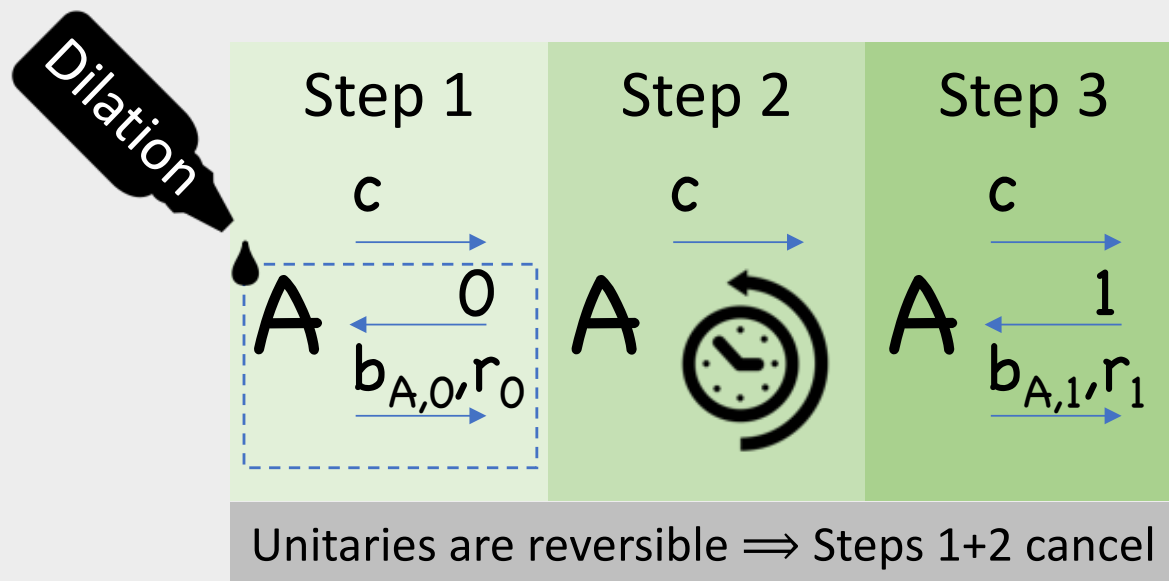 Dilation
Step 1
Step 2
Step 3
c
c
c
A
0
A
A
1
b_{A,0},r_0
b_{A,1},r_1
Unitaries are reversible ⟹ Steps 1+2 cancel